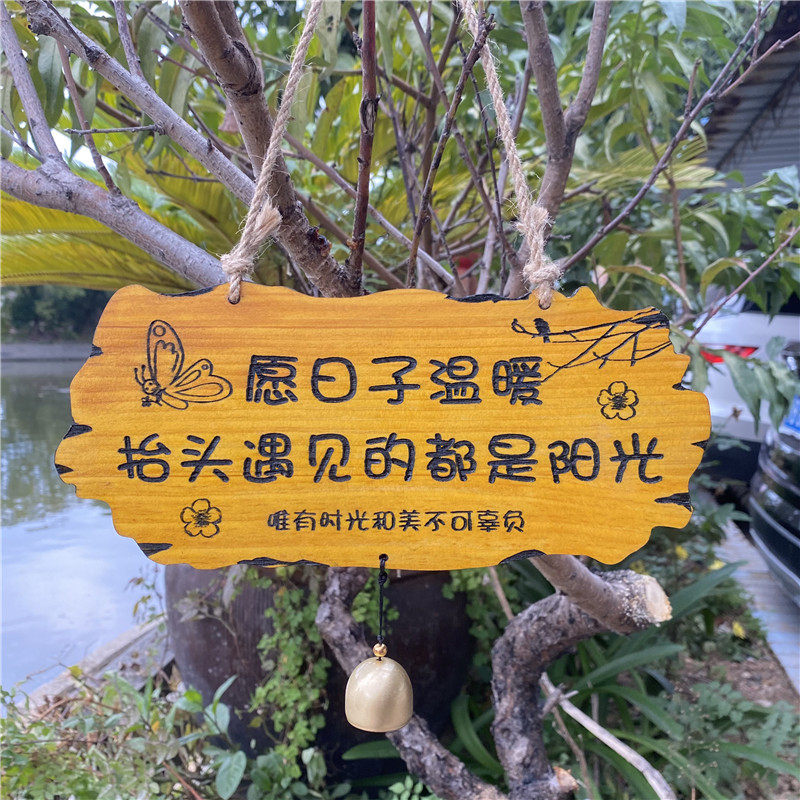 愿日子温暖
抬头遇见的都是阳光
唯有时光和美不可辜负